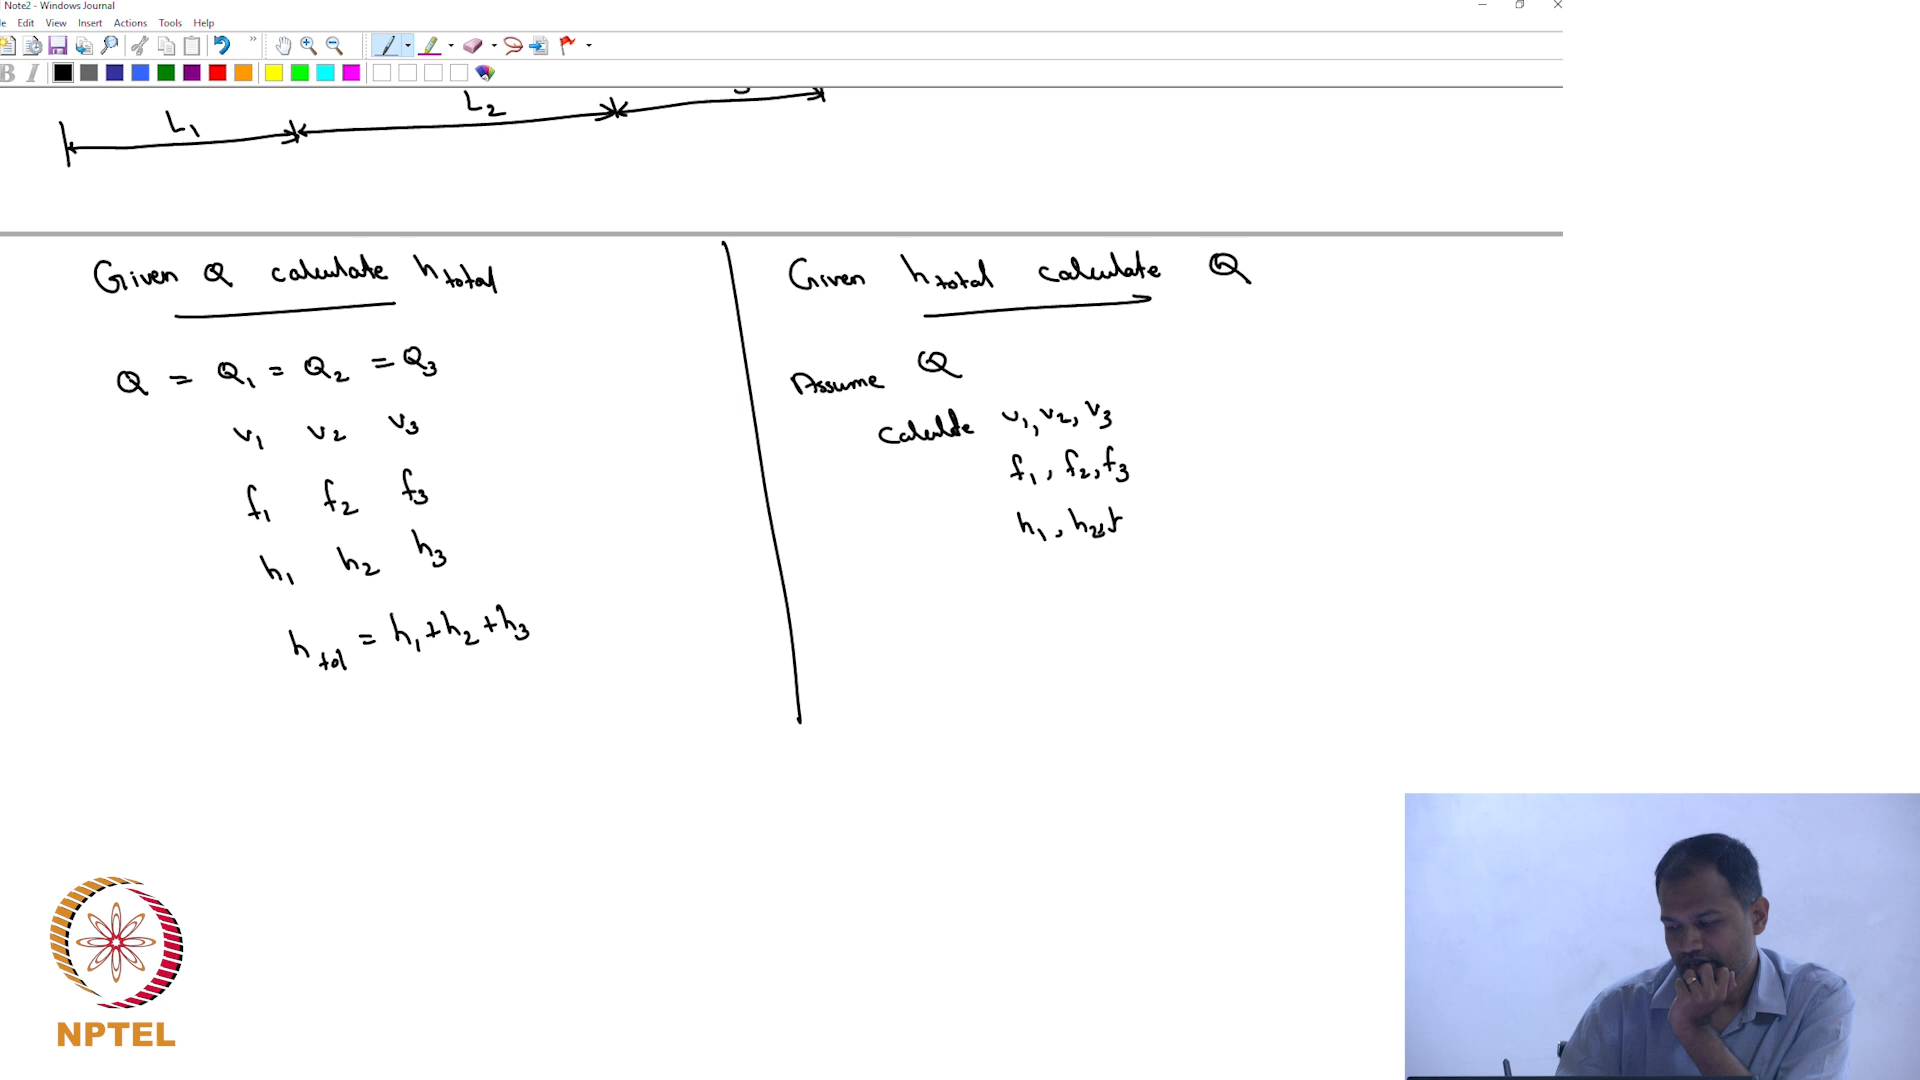 Note2 - Windows Journal
Edit View Insert Actions Tools Help
B I
L1 L2
Given Q calculate htotal
Q = Q1 = Q2 = Q3
v1 v2 v3
f1 f2 f3
h1 h2 h3
htol = h1+h2+h3
Given htotal calculate Q
Assume Q
v1, v2, v3
f1, f2, f3
h1, h2,
NPTEL